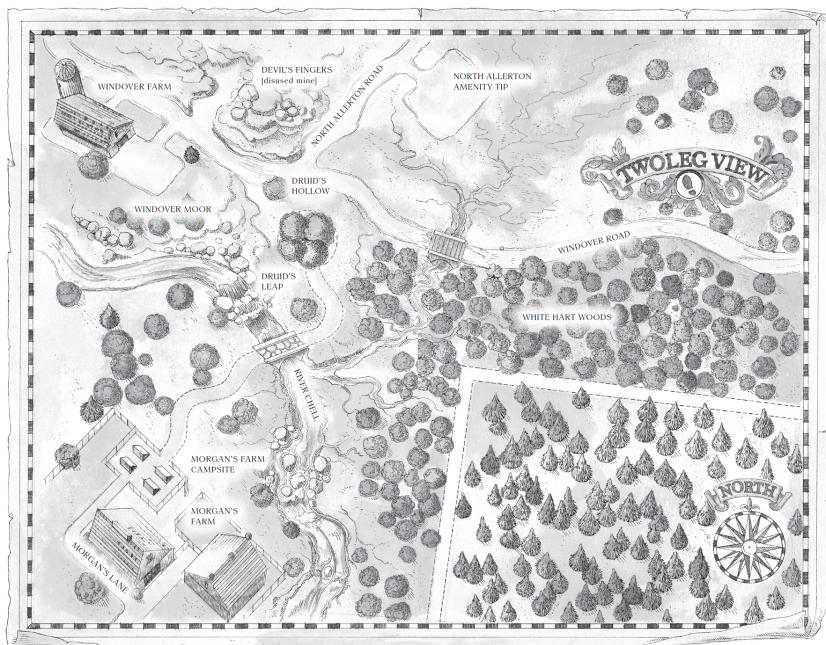 WINDOVER FARM
DEVIL'S FINGERS
[disused mine]
NORTH ALLERTON ROAD
NORTH ALLERTON
AMENITY TIP
TWOLEG VIEW
DRUID'S
HOLLOW
WINDOVER MOOR
WINDOVER ROAD
DRUID'S
LEAP
WHITE HART WOODS
RIVER CHELL
MORGAN'S FARM
CAMPSITE
MORGAN'S
FARM
MORGAN'S LANE
NORTH